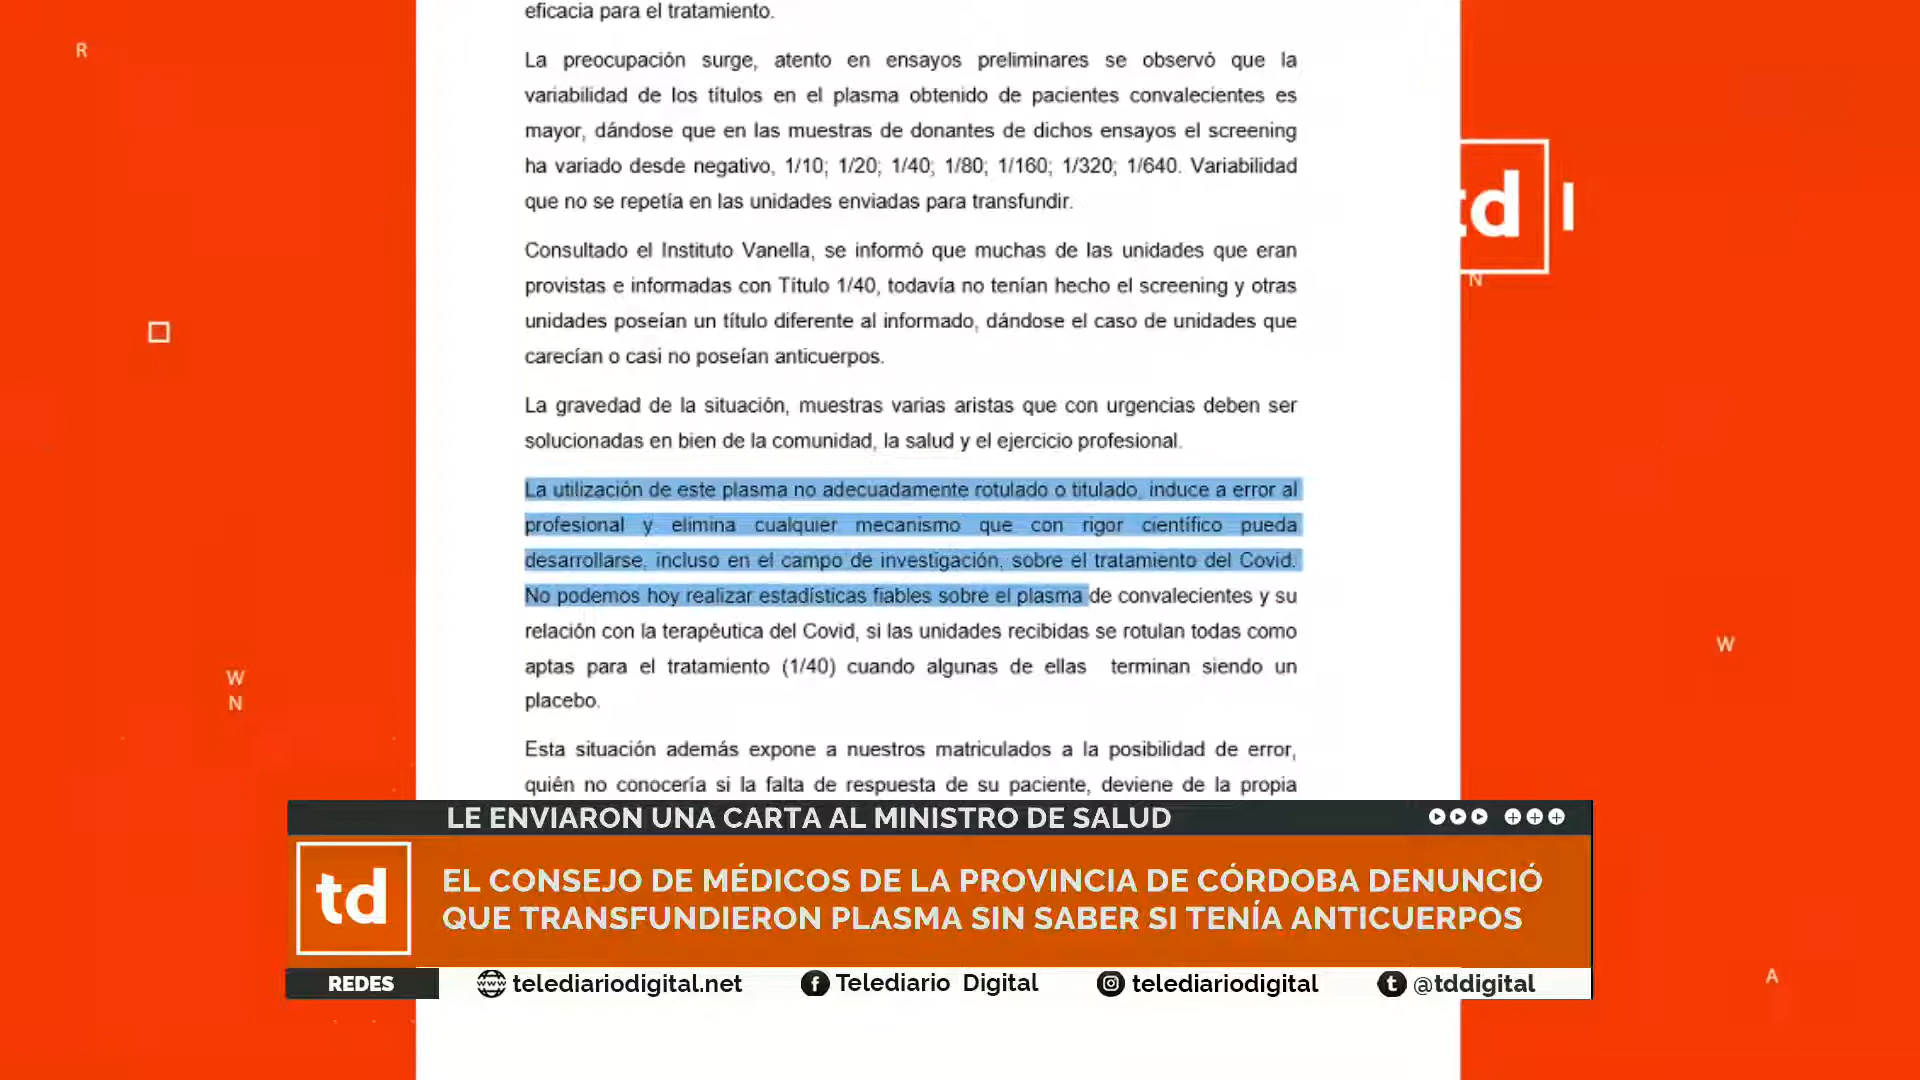 eficacia para el tratamiento.
La preocupación surge, atento en ensayos preliminares se observó que la
variabilidad de los títulos en el plasma obtenido de pacientes convalecientes es
mayor, dándose que en las muestras de donantes de dichos ensayos el screening
ha variado desde negativo, 1/10; 1/20; 1/40; 1/80; 1/160; 1/320; 1/640. Variabilidad
que no se repetía en las unidades enviadas para transfundir.
Consultado el Instituto Vanella, se informó que muchas de las unidades que eran
provistas e informadas con Título 1/40, todavía no tenían hecho el screening y otras
unidades poseían un título diferente al informado, dándose el caso de unidades que
carecían o casi no poseían anticuerpos.
La gravedad de la situación, muestras varias aristas que con urgencias deben ser
solucionadas en bien de la comunidad, la salud y el ejercicio profesional.
La utilización de este plasma no adecuadamente rotulado o titulado, induce a error al
profesional y elimina cualquier mecanismo que con rigor científico pueda
desarrollarse, incluso en el campo de investigación, sobre el tratamiento del Covid.
No podemos hoy realizar estadísticas fiables sobre el plasma de convalecientes y su
relación con la terapéutica del Covid, si las unidades recibidas se rotulan todas como
aptas para el tratamiento (1/40) cuando algunas de ellas terminan siendo un
placebo.
Esta situación además expone a nuestros matriculados a la posibilidad de error,
quién no conocería si la falta de respuesta de su paciente, deviene de la propia
R
W
N
td
N
W
A
LE ENVIARON UNA CARTA AL MINISTRO DE SALUD
td
EL CONSEJO DE MÉDICOS DE LA PROVINCIA DE CÓRDOBA DENUNCIÓ
QUE TRANSFUNDIERON PLASMA SIN SABER SI TENÍA ANTICUERPOS
REDES telediariodigital.net Telediario Digital telediariodigital @tddigital